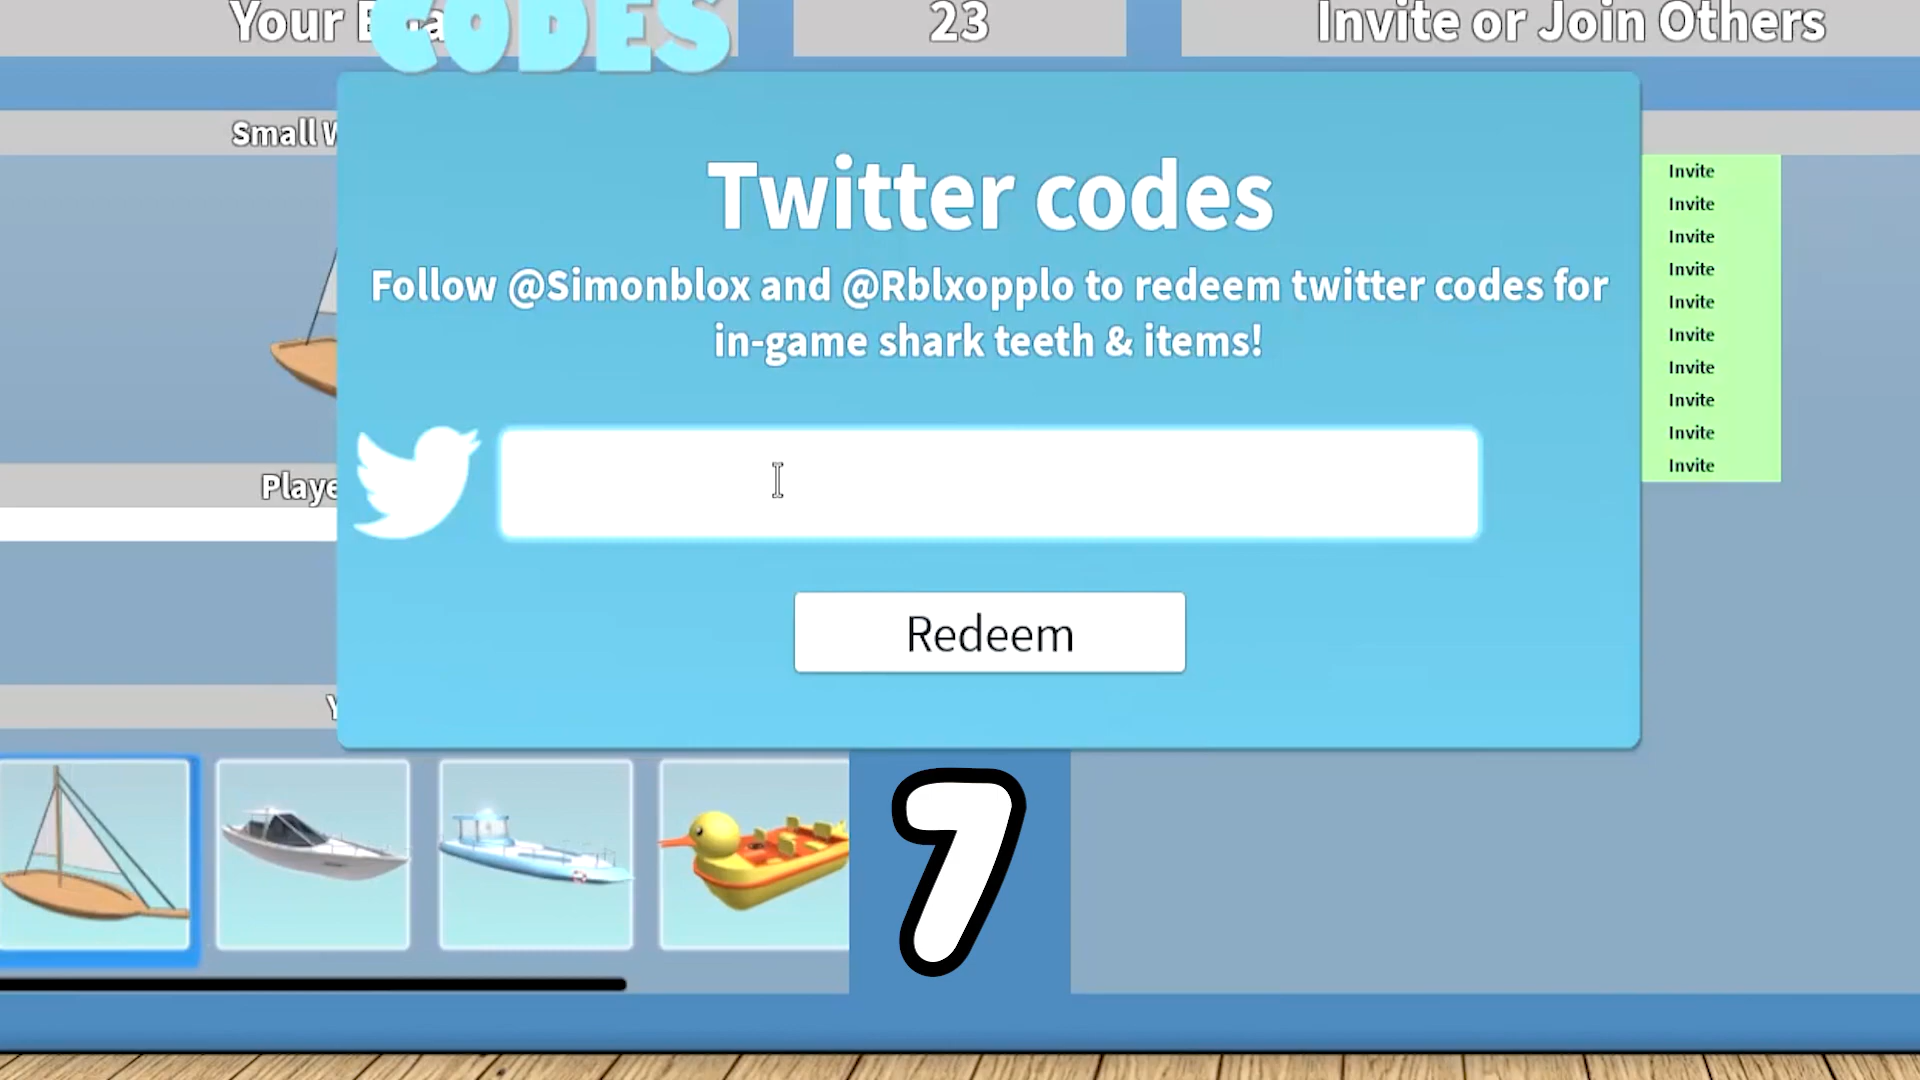 Your
CODES
23
Invite or Join Others
Small
Twitter codes
Follow @Simonblox and @Rblxopplo to redeem twitter codes for
in-game shark teeth & items!
Invite
Invite
Invite
Invite
Invite
Invite
Invite
Invite
Invite
Invite
Redeem
7